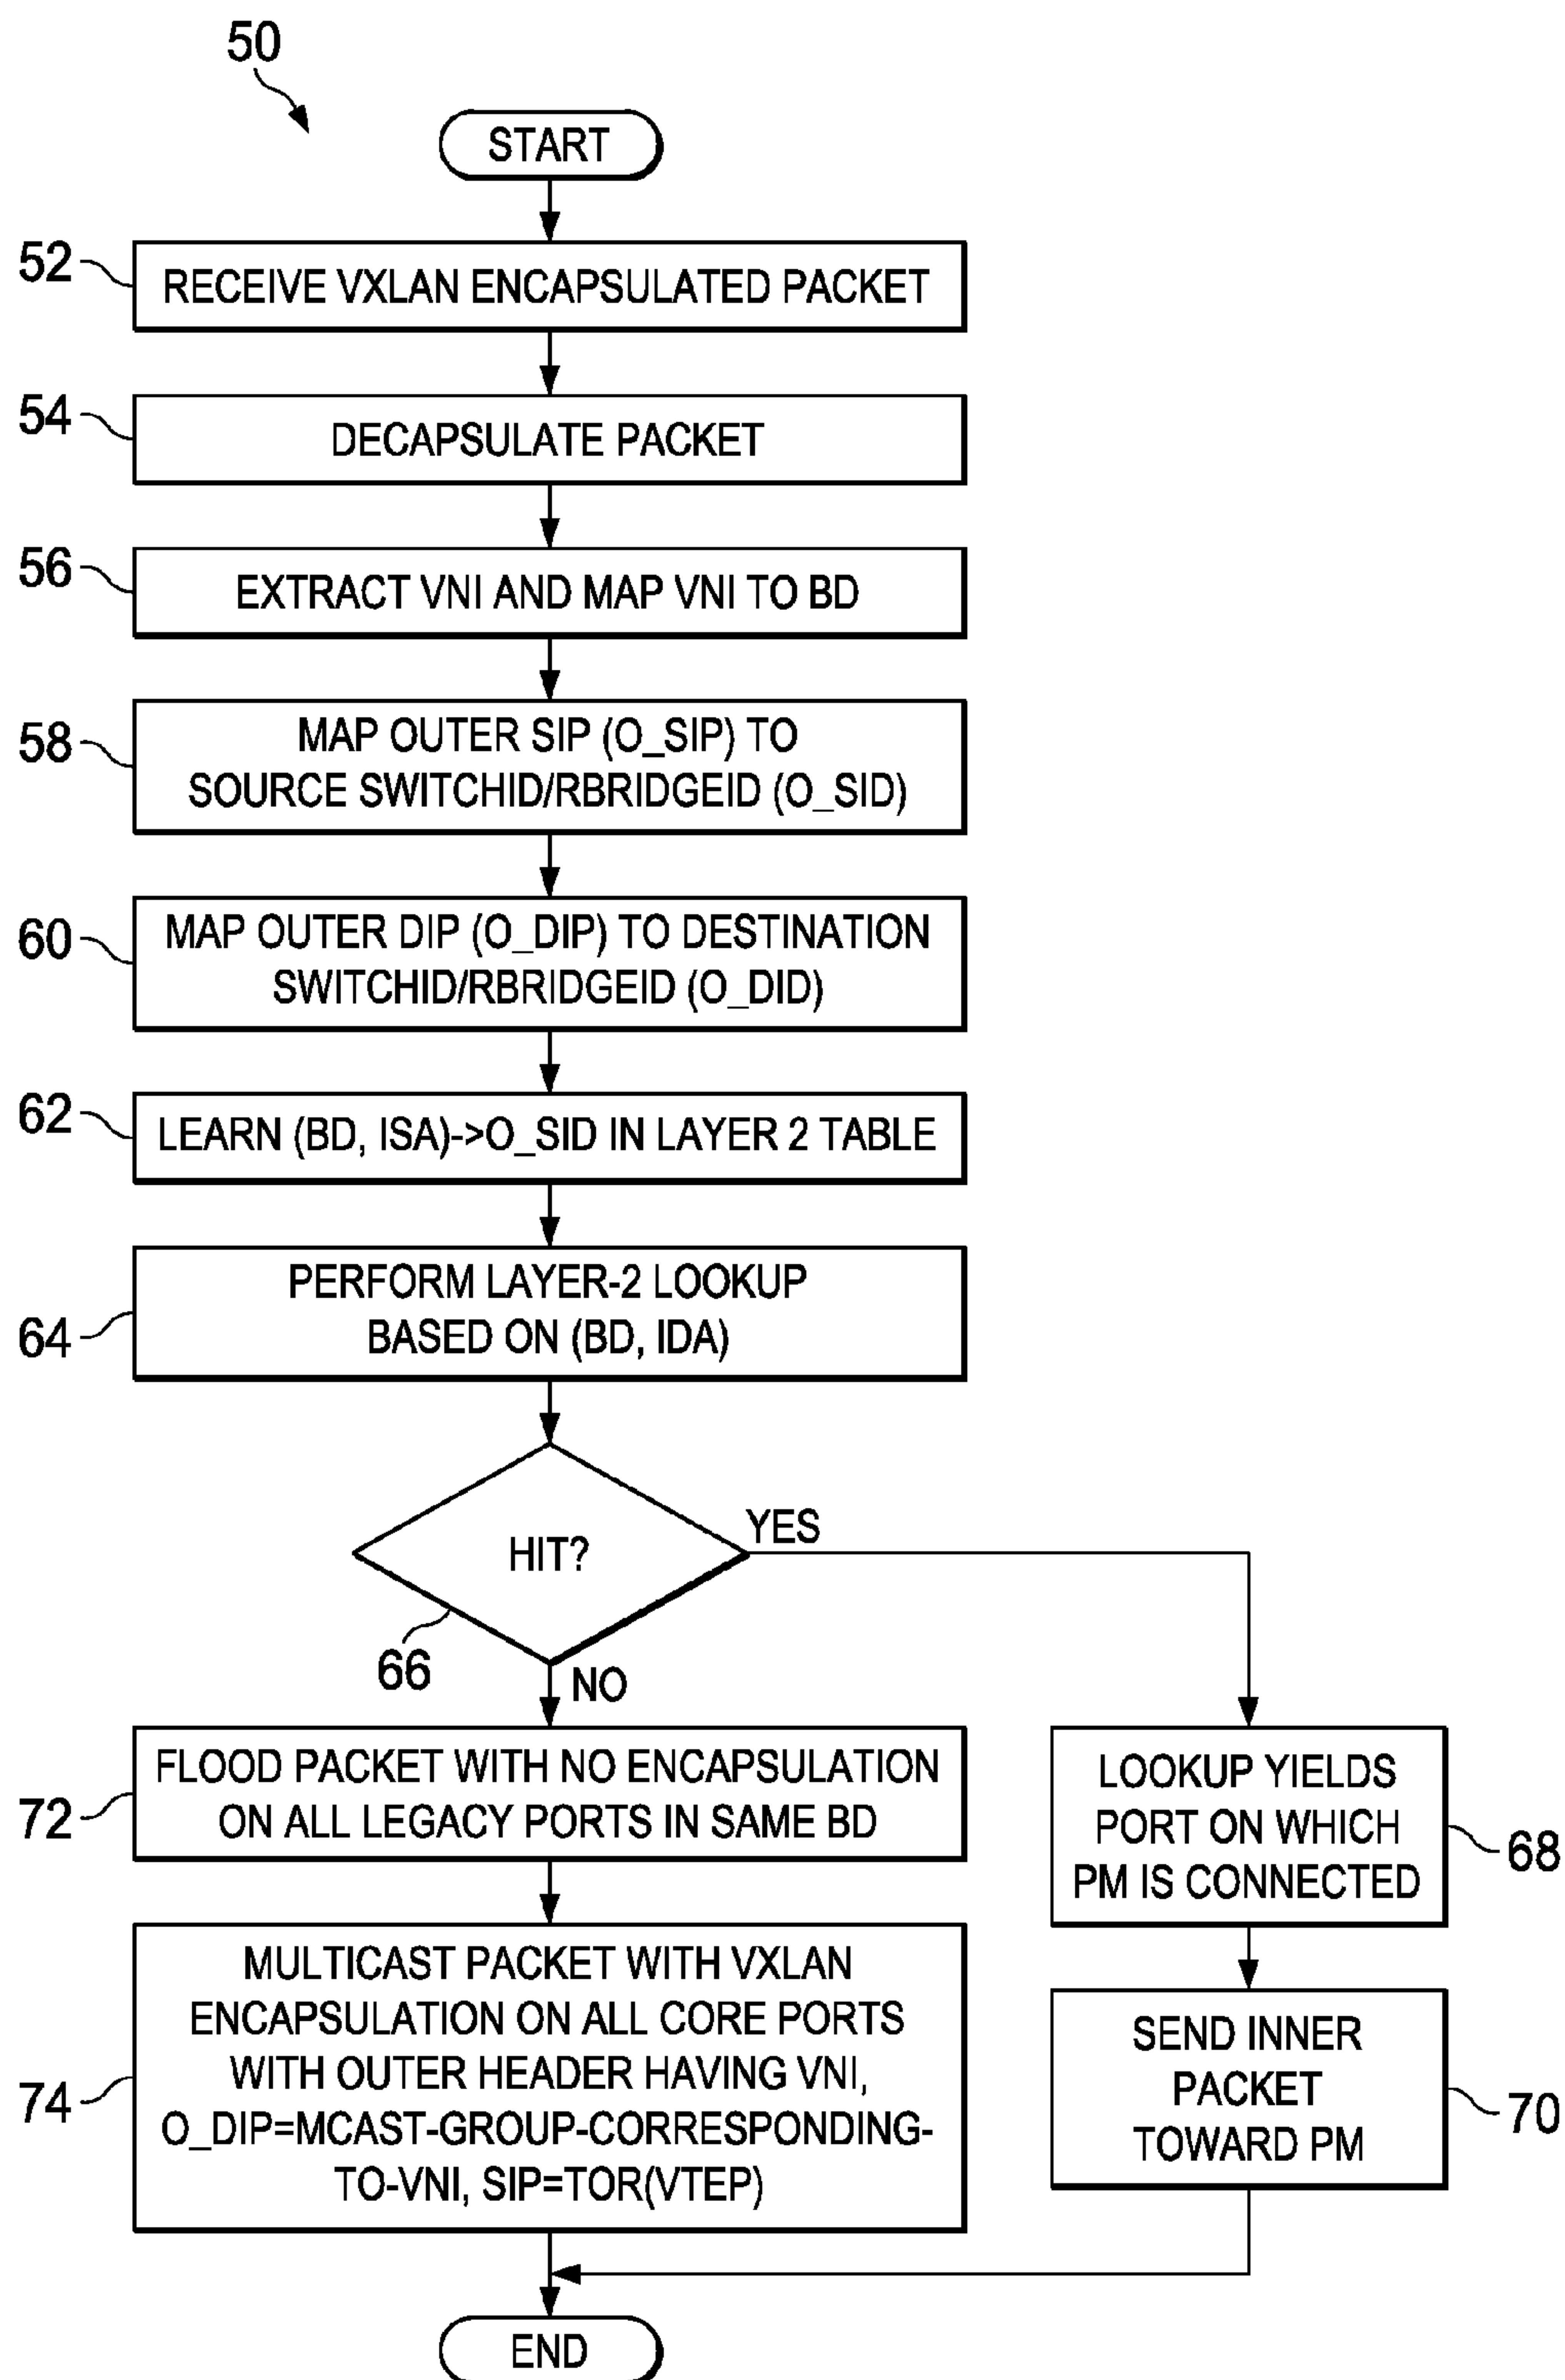 50
START
52
RECEIVE VXLAN ENCAPSULATED PACKET
54
DECAPSULATE PACKET
56
EXTRACT VNI AND MAP VNI TO BD
58
MAP OUTER SIP (O_SIP) TO
SOURCE SWITCHID/RBRIDGEID (O_SID)
60
MAP OUTER DIP (O_DIP) TO DESTINATION
SWITCHID/RBRIDGEID (O_DID)
62
LEARN (BD, ISA)->O_SID IN LAYER 2 TABLE
64
PERFORM LAYER-2 LOOKUP
BASED ON (BD, IDA)
HIT?
YES
66
NO
72
FLOOD PACKET WITH NO ENCAPSULATION
ON ALL LEGACY PORTS IN SAME BD
LOOKUP YIELDS
PORT ON WHICH
PM IS CONNECTED
68
74
MULTICAST PACKET WITH VXLAN
ENCAPSULATION ON ALL CORE PORTS
WITH OUTER HEADER HAVING VNI,
O_DIP=MCAST-GROUP-CORRESPONDING-
TO-VNI, SIP=TOR(VTEP)
SEND INNER
PACKET
TOWARD PM
70
END